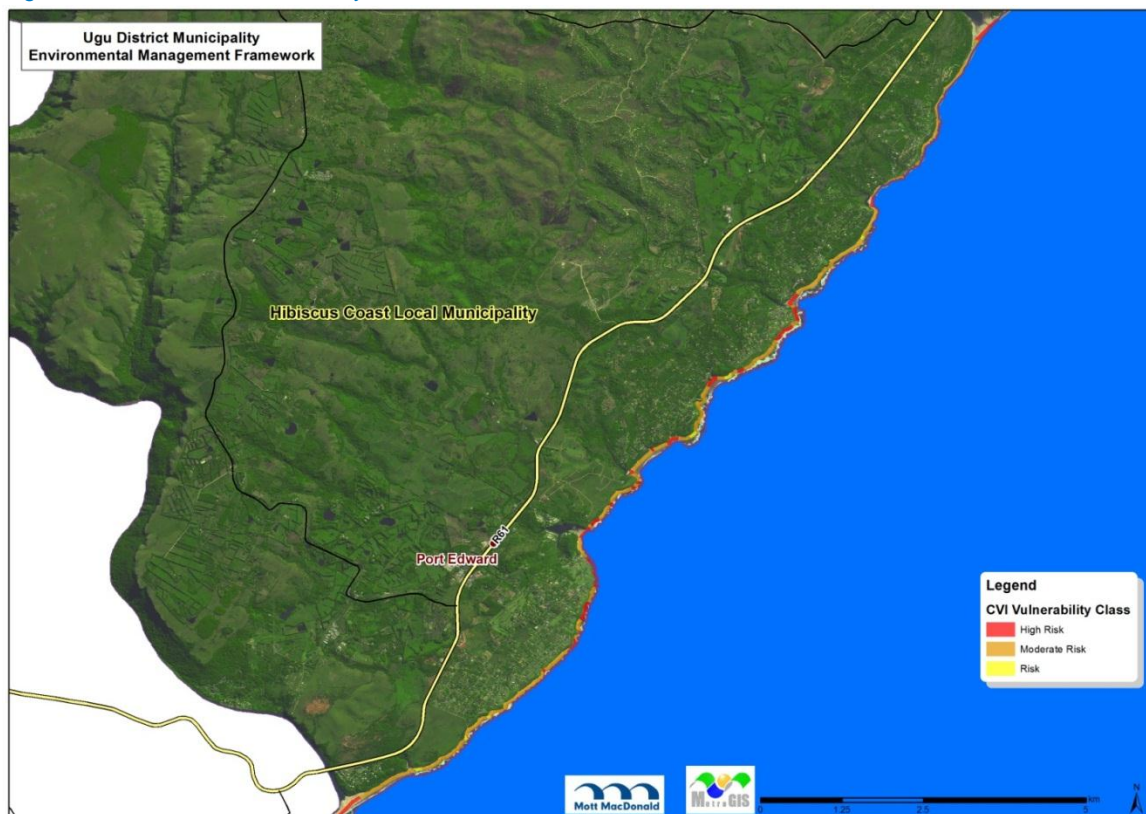 Ugu District Municipality
Environmental Management Framework
Hibiscus Coast Local Municipality
R61
Port Edward
Legend
CVI Vulnerability Class
High Risk
Moderate Risk
Risk
Mott MacDonald
MetroGIS
km
N
0 1.25 2.5 5